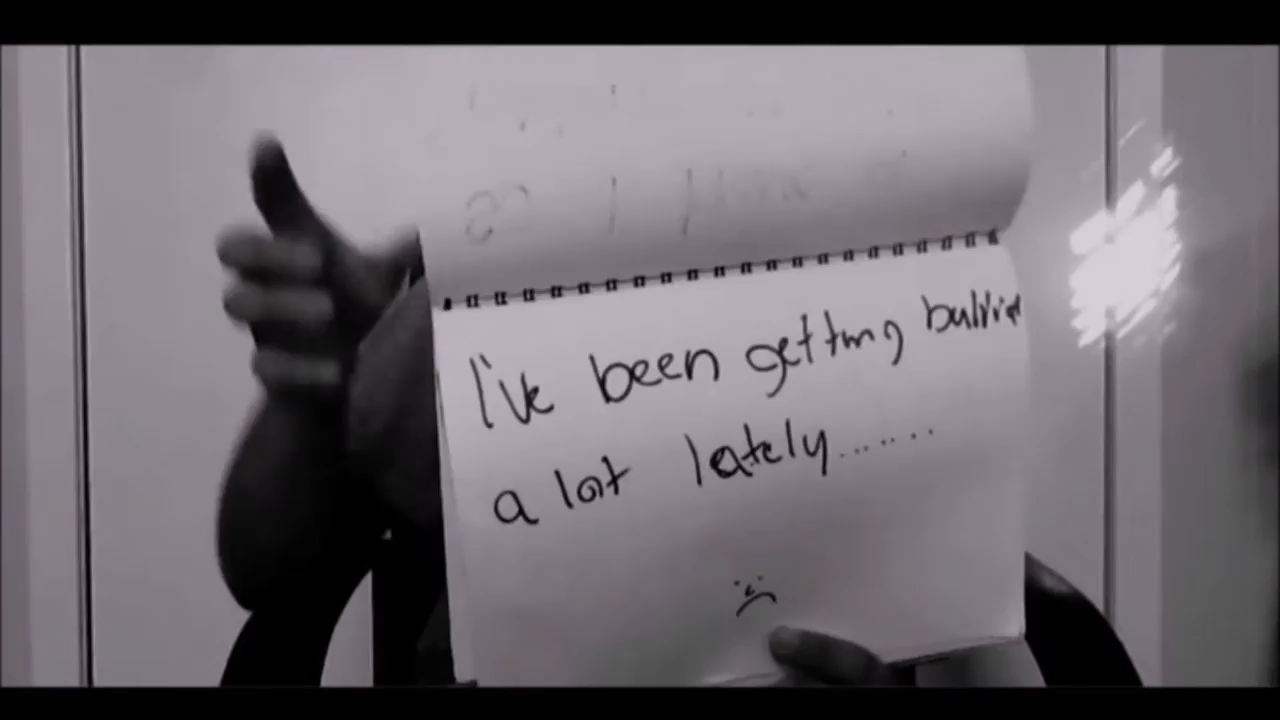 I've been getting bullied
a lot lately.......